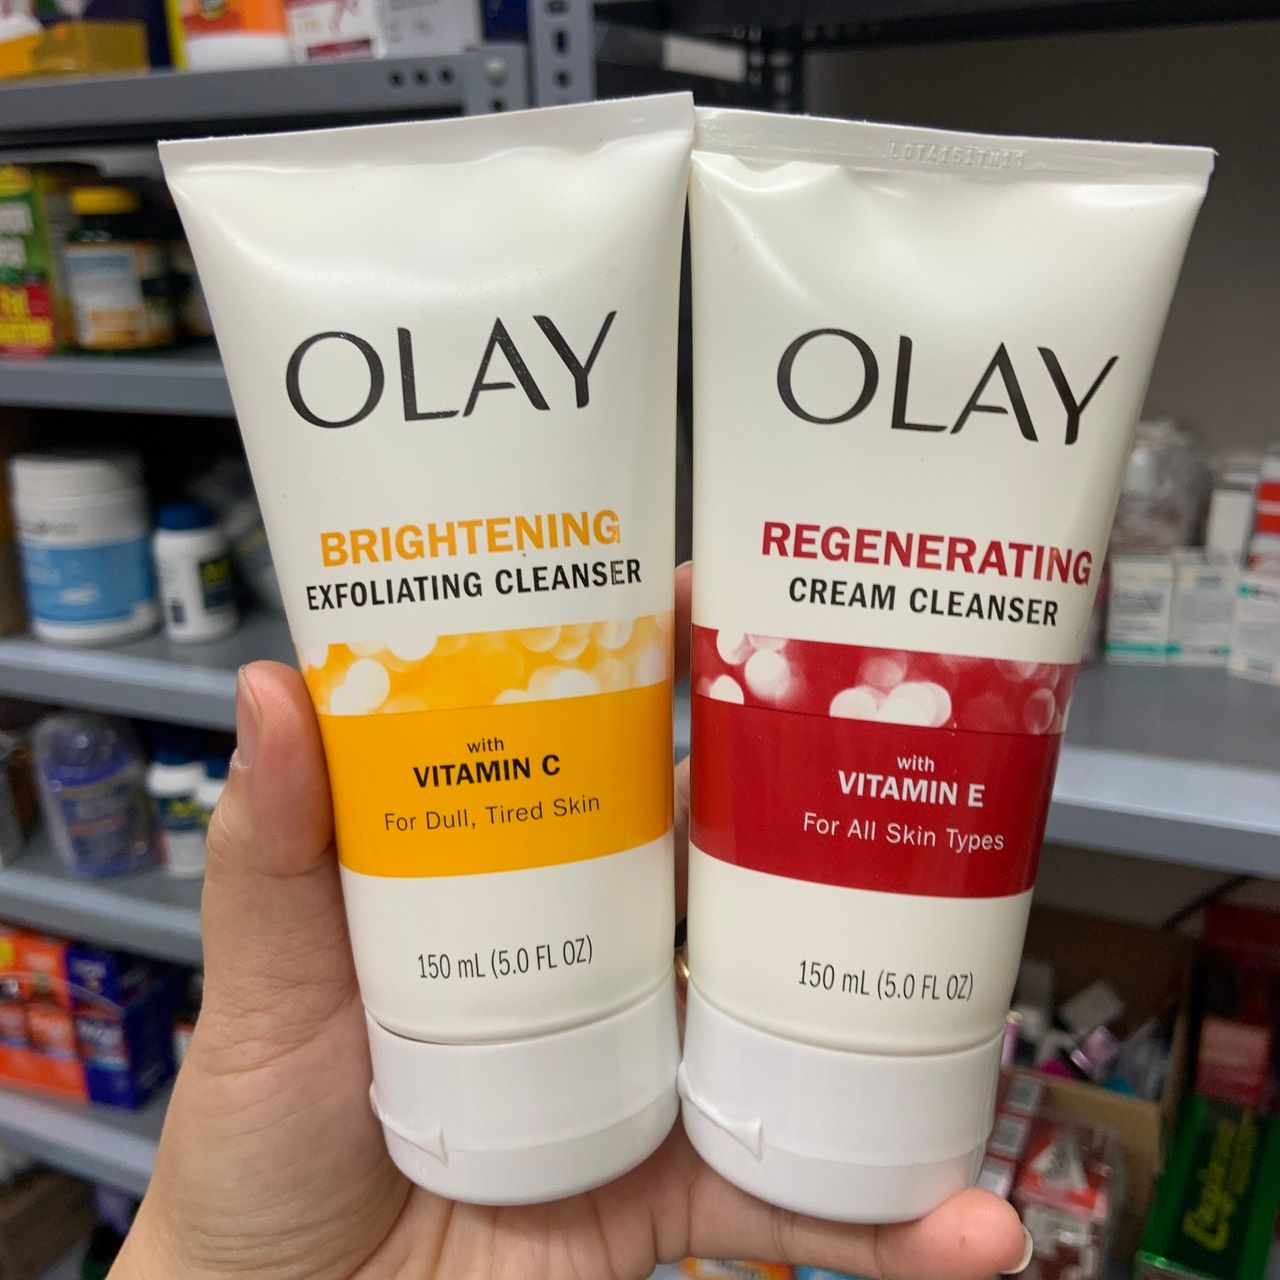 OLAY
BRIGHTENING
EXFOLIATING CLEANSER
with
VITAMIN C
For Dull, Tired Skin
150 mL (5.0 FL OZ)
OLAY
REGENERATING
CREAM CLEANSER
with
VITAMIN E
For All Skin Types
150 mL (5.0 FL OZ)